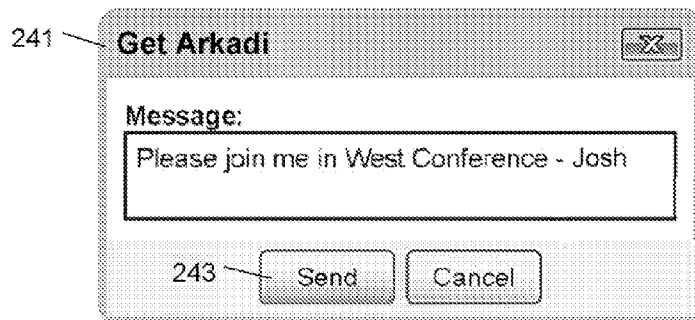 241
Get Arkadi
X
Message:
Please join me in West Conference - Josh
243
Send Cancel